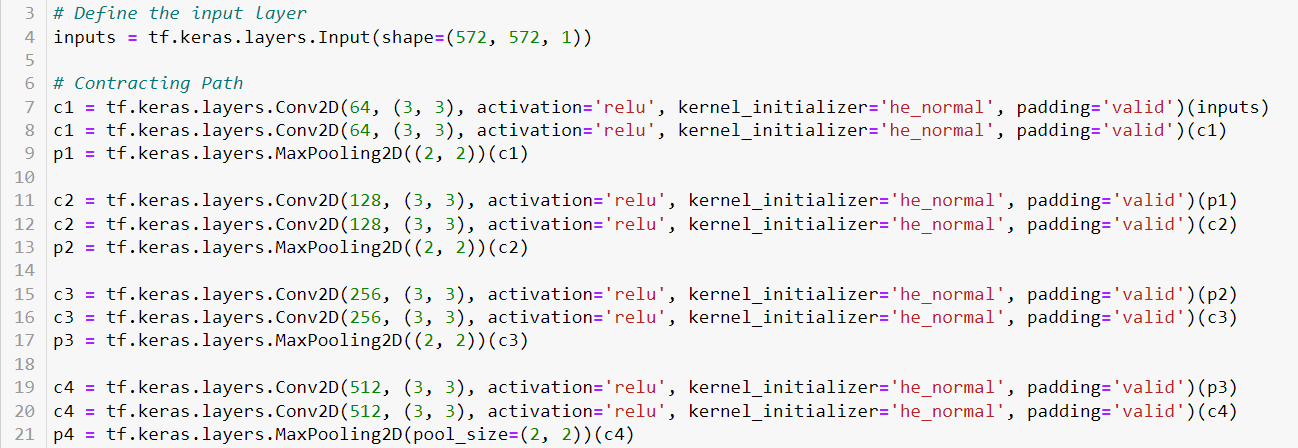 3 # Define the input layer
4 inputs = tf.keras.layers.Input(shape=(572, 572, 1))
5
6 # Contracting Path
7 c1 = tf.keras.layers.Conv2D(64, (3, 3), activation='relu', kernel_initializer='he_normal', padding='valid')(inputs)
8 c1 = tf.keras.layers.Conv2D(64, (3, 3), activation='relu', kernel_initializer='he_normal', padding='valid')(c1)
9 p1 = tf.keras.layers.MaxPooling2D((2, 2))(c1)
10
11 c2 = tf.keras.layers.Conv2D(128, (3, 3), activation='relu', kernel_initializer='he_normal', padding='valid')(p1)
12 c2 = tf.keras.layers.Conv2D(128, (3, 3), activation='relu', kernel_initializer='he_normal', padding='valid')(c2)
13 p2 = tf.keras.layers.MaxPooling2D((2, 2))(c2)
14
15 c3 = tf.keras.layers.Conv2D(256, (3, 3), activation='relu', kernel_initializer='he_normal', padding='valid')(p2)
16 c3 = tf.keras.layers.Conv2D(256, (3, 3), activation='relu', kernel_initializer='he_normal', padding='valid')(c3)
17 p3 = tf.keras.layers.MaxPooling2D((2, 2))(c3)
18
19 c4 = tf.keras.layers.Conv2D(512, (3, 3), activation='relu', kernel_initializer='he_normal', padding='valid')(p3)
20 c4 = tf.keras.layers.Conv2D(512, (3, 3), activation='relu', kernel_initializer='he_normal', padding='valid')(c4)
21 p4 = tf.keras.layers.MaxPooling2D(pool_size=(2, 2))(c4)